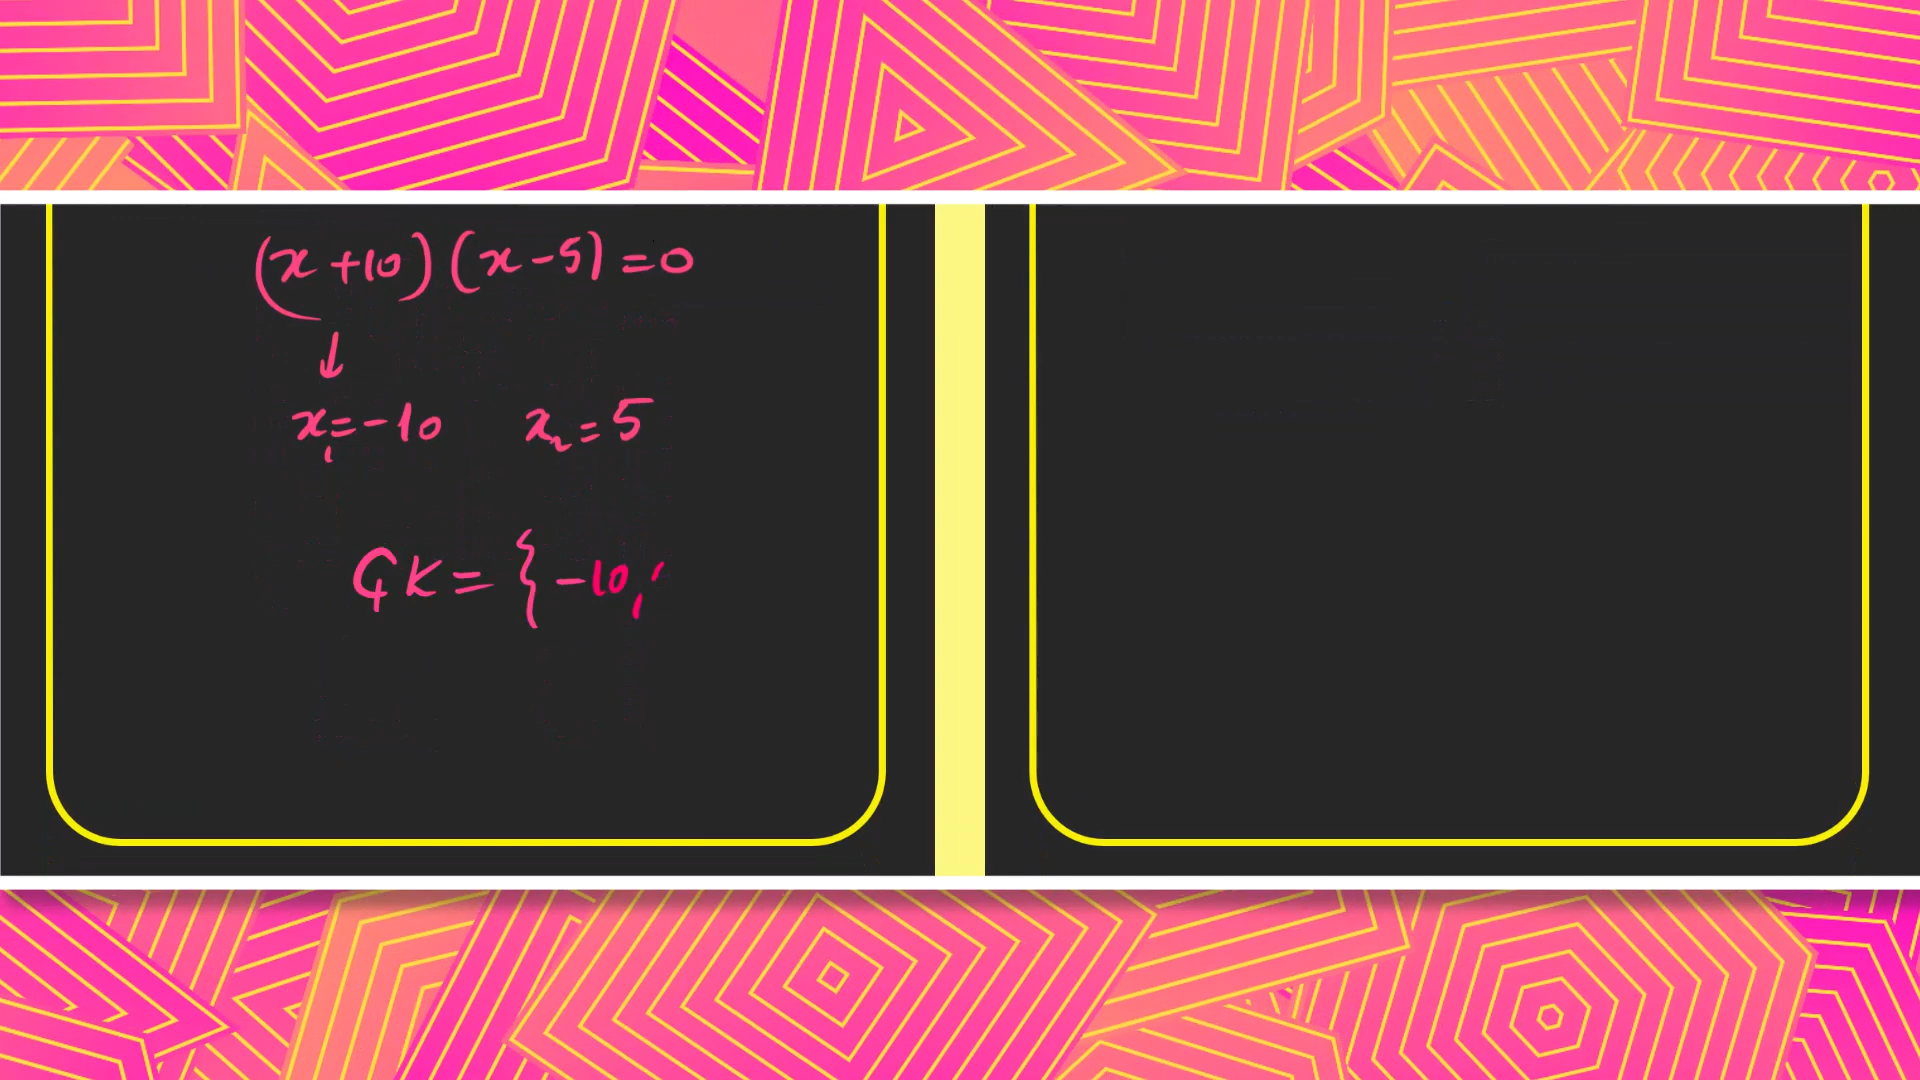 (x+10)(x-5)=0
↓
x₁=-10 x₂=5
ÇK={-10,